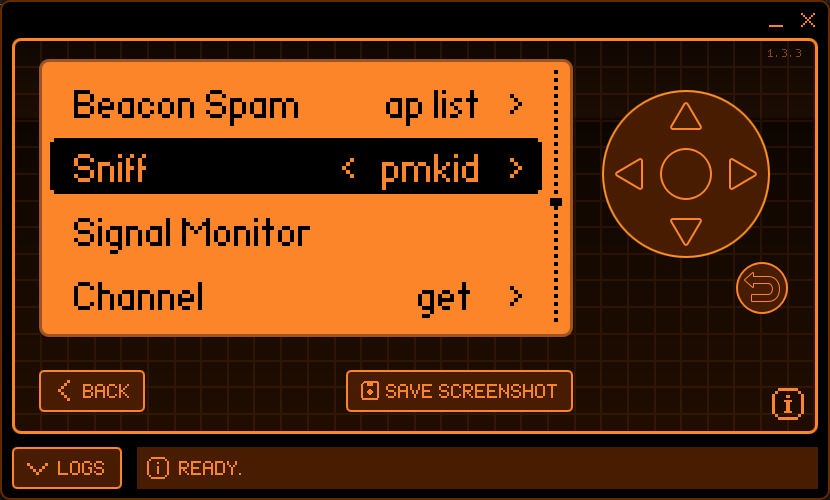 1.3.3
Beacon Spam ap list >
Sniff < pmkid >
Signal Monitor
Channel get >
BACK
SAVE SCREENSHOT
LOGS
READY.